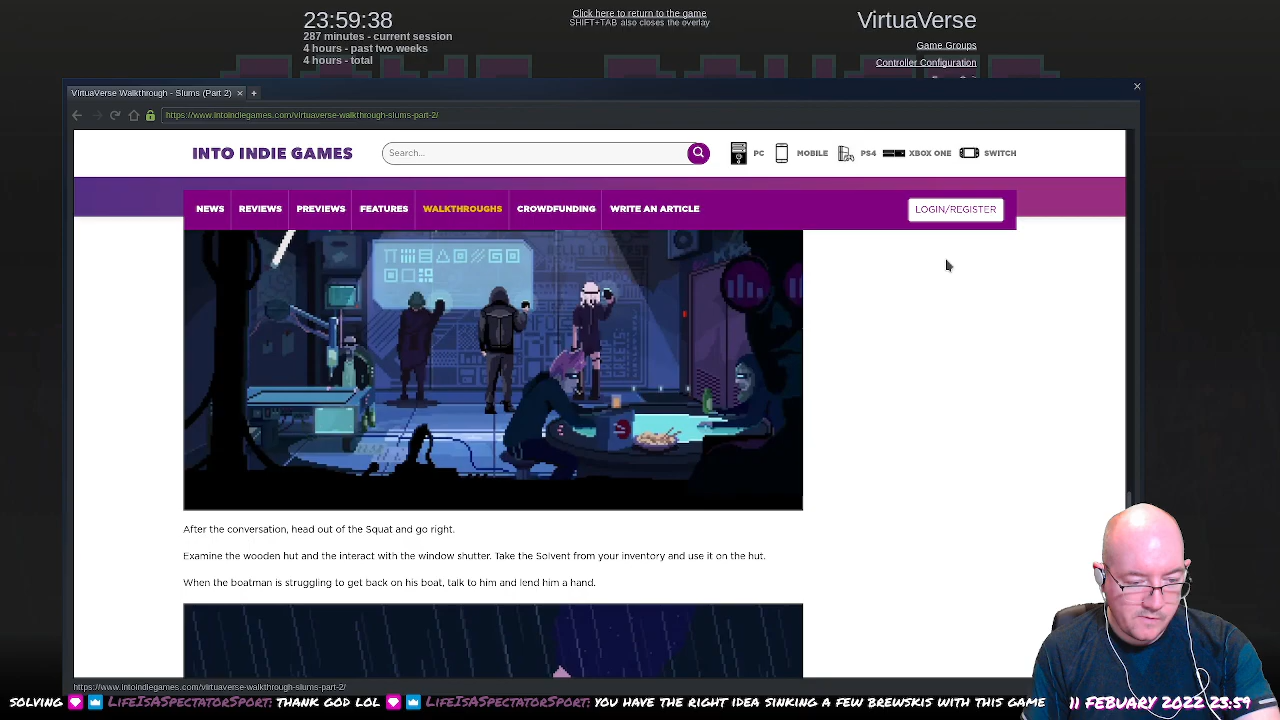 23:59:38
287 minutes - current session
4 hours - past two weeks
4 hours - total
Click here to return to the game
SHIFT+TAB also closes the overlay
VirtuaVerse
Game Groups
Controller Configuration
VirtuaVerse Walkthrough - Slums (Part 2) × +
https://www.intoindiegames.com/virtuaverse-walkthrough-slums-part-2/
INTO INDIE GAMES
Search...
PC MOBILE PS4 XBOX ONE SWITCH
NEWS REVIEWS PREVIEWS FEATURES WALKTHROUGHS CROWDFUNDING WRITE AN ARTICLE
LOGIN/REGISTER
After the conversation, head out of the Squat and go right.
Examine the wooden hut and the interact with the window shutter. Take the Solvent from your inventory and use it on the hut.
When the boatman is struggling to get back on his boat, talk to him and lend him a hand.
https://www.intoindiegames.com/virtuaverse-walkthrough-slums-part-2/
SOLVING LIFEISASPECTATORSPORT: THANK GOD LOL LIFEISASPECTATORSPORT: YOU HAVE THE RIGHT IDEA SINKING A FEW BREWSKIS WITH THIS GAME
11 FEBUARY 2022 23:59